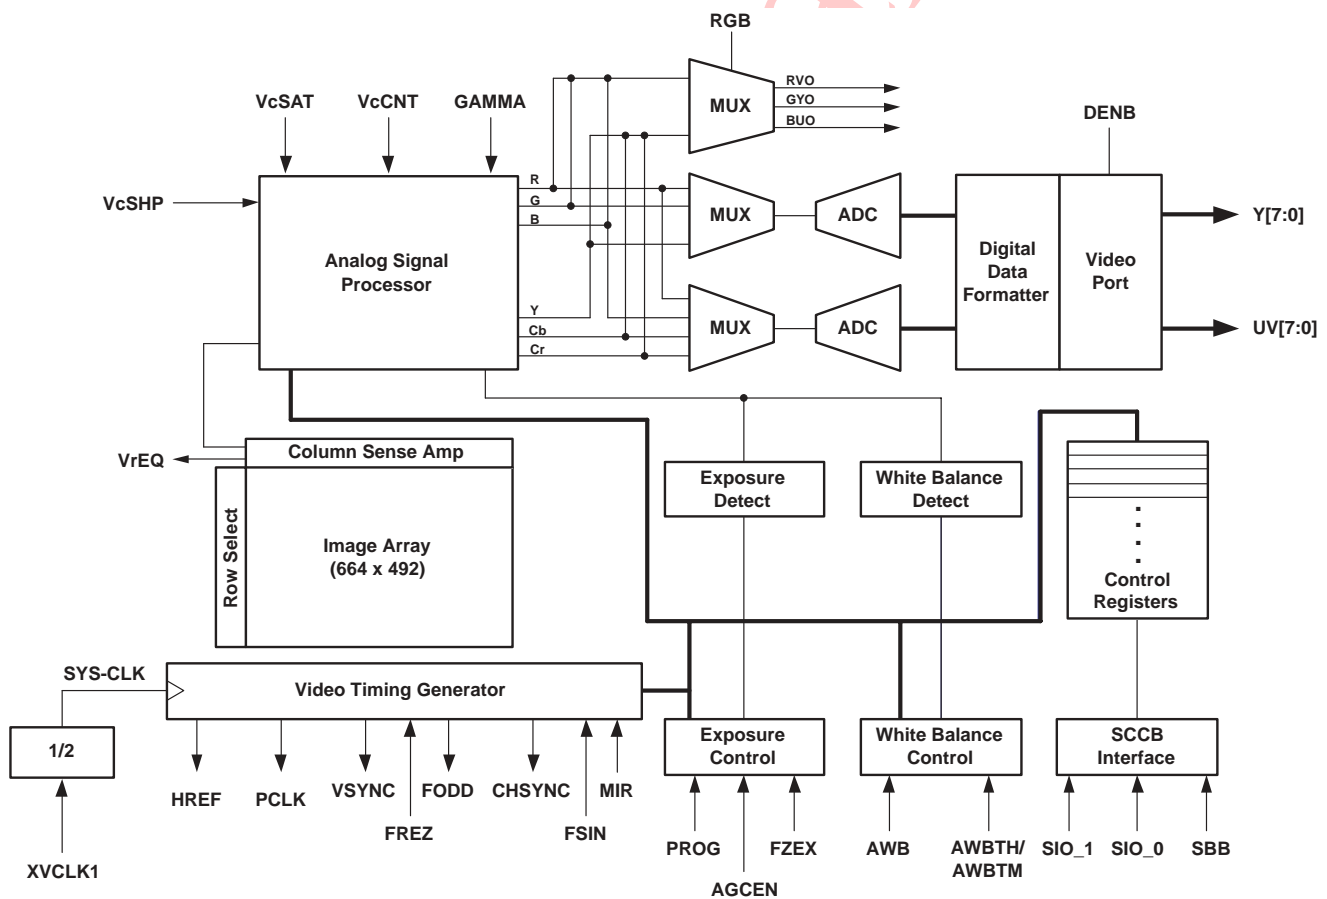 RGB
VcSAT
VcCNT
GAMMA
MUX
RVO
GYO
BUO
DENB
VcSHP
Analog Signal
Processor
R
G
B
Y
Cb
Cr
MUX
ADC
MUX
ADC
Digital
Data
Formatter
Video
Port
Y[7:0]
UV[7:0]
VrEQ
Column Sense Amp
Row Select
Image Array
(664 x 492)
Exposure
Detect
White Balance
Detect
Control
Registers
SYS-CLK
Video Timing Generator
1/2
XVCLK1
HREF
PCLK
VSYNC
FREZ
FODD
CHSYNC
FSIN
MIR
Exposure
Control
PROG
AGCEN
FZEX
White Balance
Control
AWB
AWBTH/
AWBTM
SCCB
Interface
SIO_1
SIO_0
SBB